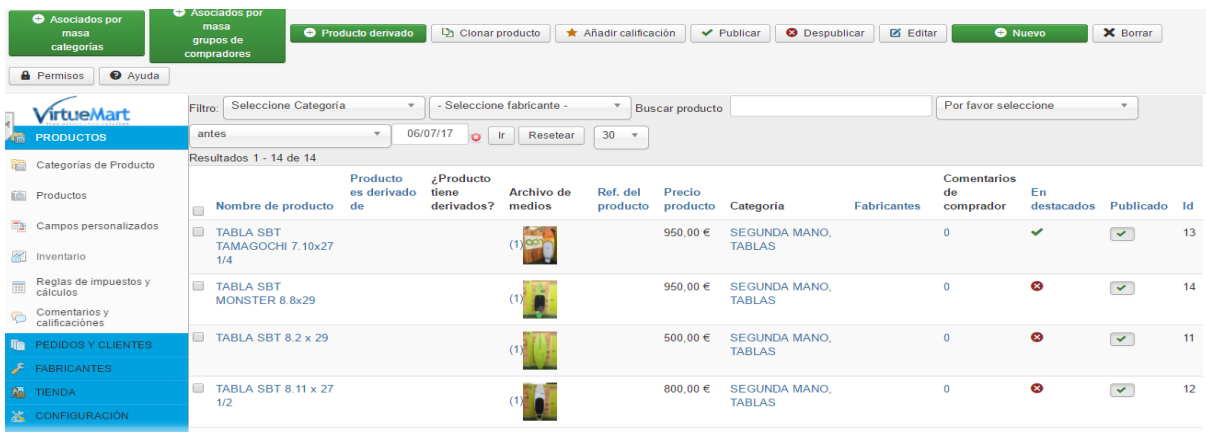 Asociados por
masa
categorías
Asociados por
masa
grupos de
compradores
Producto derivado
Clonar producto
Añadir calificación
Publicar
Despublicar
Editar
Nuevo
Borrar
Permisos
Ayuda
VirtueMart
PRODUCTOS
Categorías de Producto
Productos
Campos personalizados
Inventario
Reglas de impuestos y
cálculos
Comentarios y
calificaciónes
PEDIDOS Y CLIENTES
FABRICANTES
TIENDA
CONFIGURACIÓN
Filtro: Seleccione Categoría - Seleccione fabricante - Buscar producto Por favor seleccione
antes 06/07/17 Ir Resetear 30
Resultados 1 - 14 de 14
Nombre de producto
Producto
es derivado
de
¿Producto
tiene
derivados?
Archivo de
medios
Ref. del
producto
Precio
producto
Categoría
Fabricantes
Comentarios
de
comprador
En
destacados
Publicado
Id
TABLA SBT
TAMAGOCHI 7.10x27
1/4
(1)
950,00 €
SEGUNDA MANO,
TABLAS
0
13
TABLA SBT
MONSTER 8.8x29
(1)
950,00 €
SEGUNDA MANO,
TABLAS
0
14
TABLA SBT 8.2 x 29
(1)
500,00 €
SEGUNDA MANO,
TABLAS
0
11
TABLA SBT 8.11 x 27
1/2
(1)
800,00 €
SEGUNDA MANO,
TABLAS
0
12